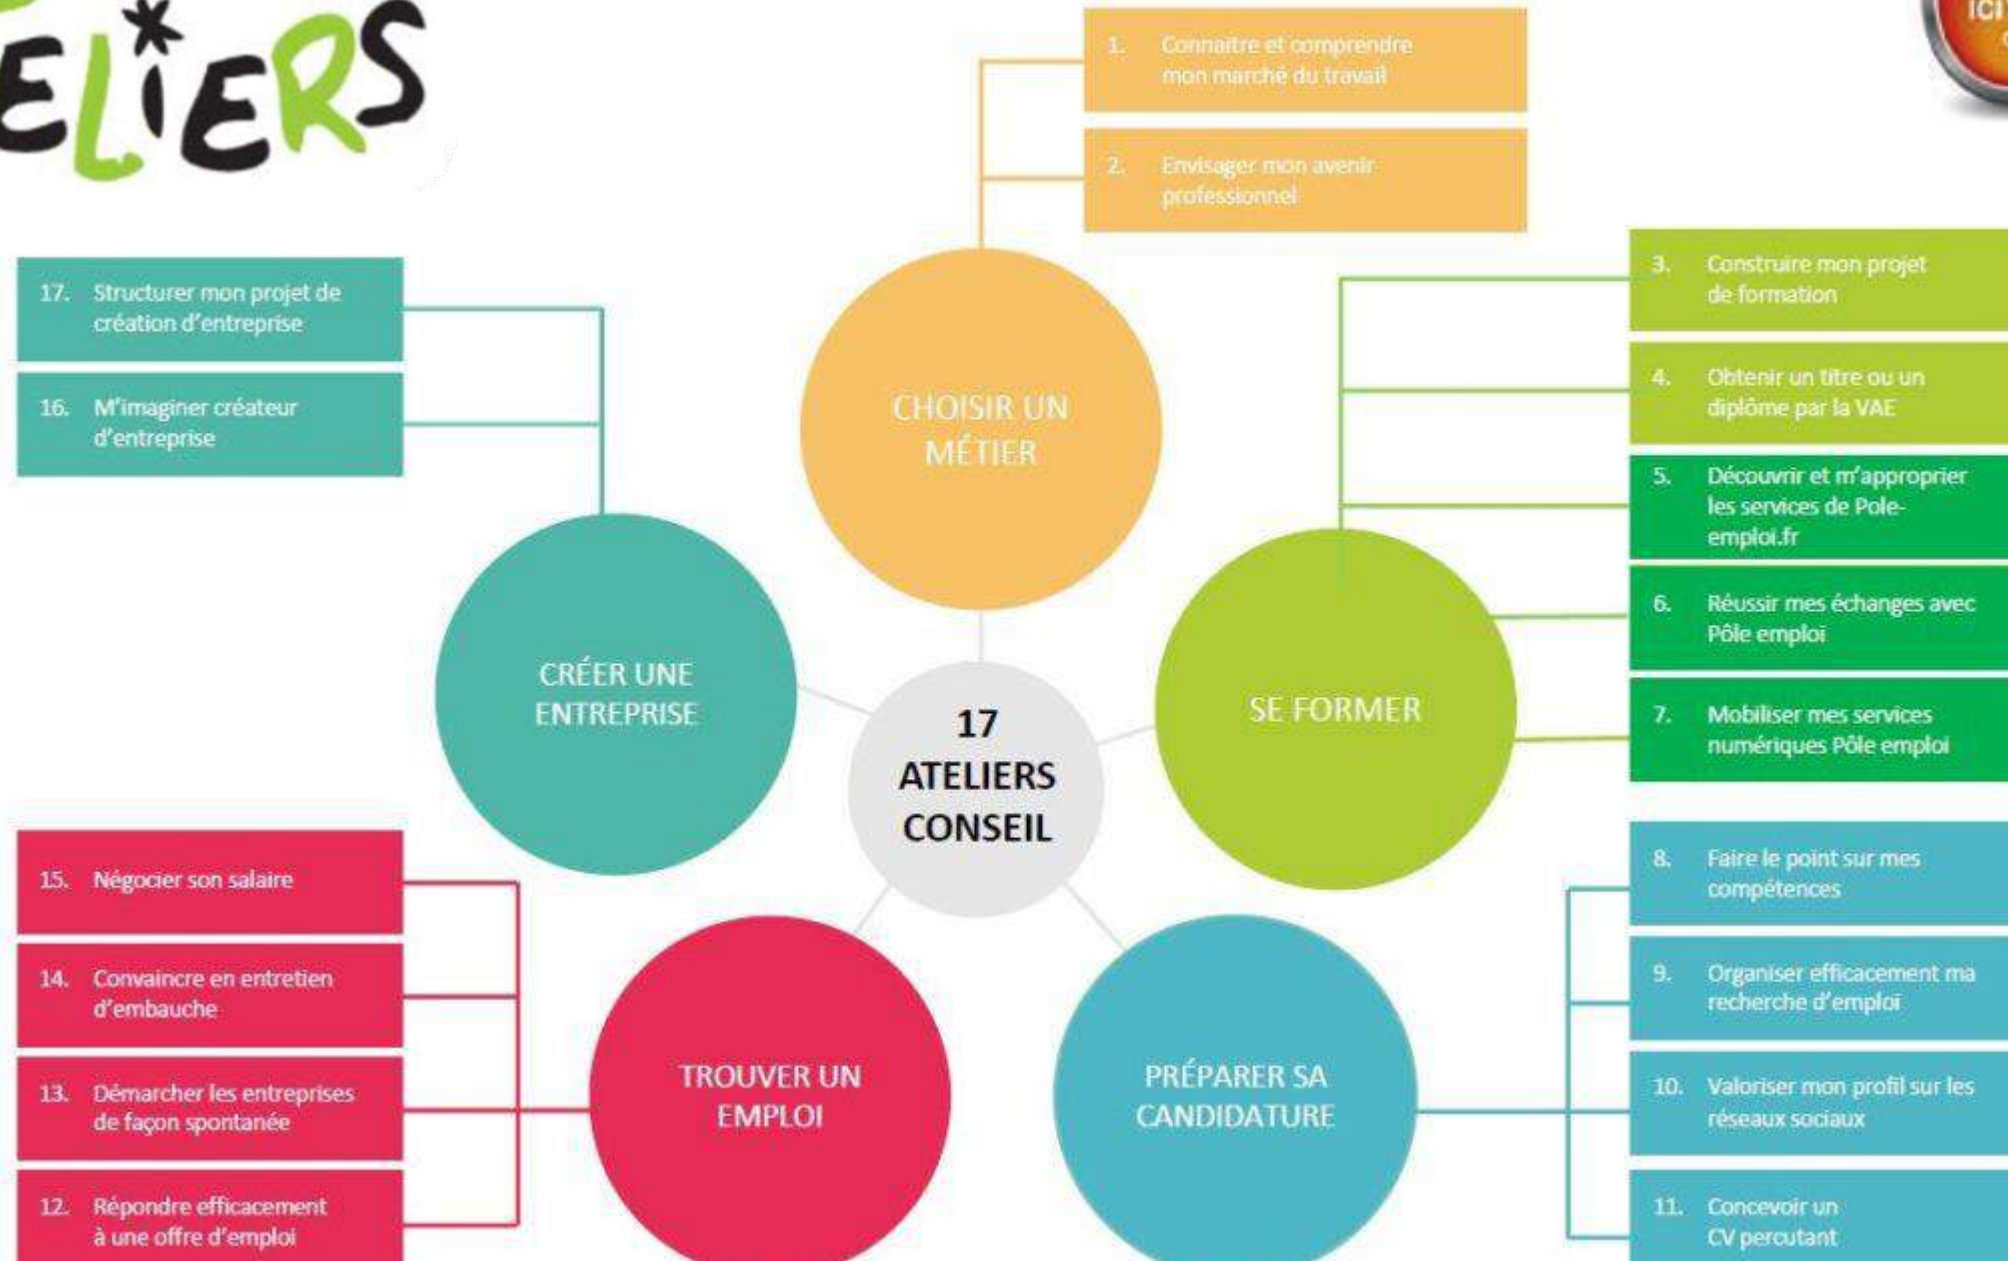 ELiERS
ICI
1. Connaître et comprendre
mon marché du travail
2. Envisager mon avenir
professionnel
CHOISIR UN
MÉTIER
3. Construire mon projet
de formation
4. Obtenir un titre ou un
diplôme par la VAE
5. Découvrir et m'approprier
les services de Pole-
emploi.fr
6. Réussir mes échanges avec
Pôle emploi
7. Mobiliser mes services
numériques Pôle emploi
SE FORMER
17
ATELIERS
CONSEIL
8. Faire le point sur mes
compétences
9. Organiser efficacement ma
recherche d'emploi
10. Valoriser mon profil sur les
réseaux sociaux
11. Concevoir un
CV percutant
PRÉPARER SA
CANDIDATURE
TROUVER UN
EMPLOI
15. Négocier son salaire
14. Convaincre en entretien
d'embauche
13. Démarcher les entreprises
de façon spontanée
12. Répondre efficacement
à une offre d'emploi
17. Structurer mon projet de
création d'entreprise
16. M'imaginer créateur
d'entreprise
CRÉER UNE
ENTREPRISE